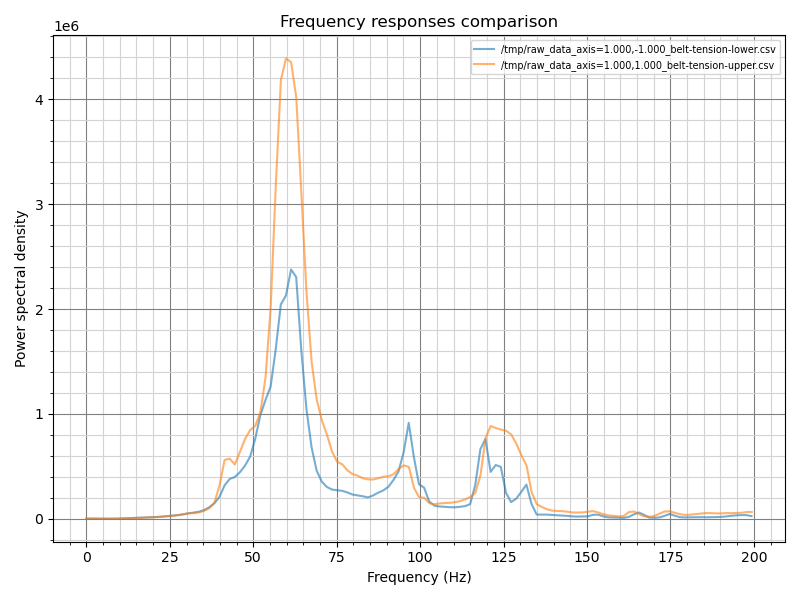 Frequency responses comparison
1e6
/tmp/raw_data_axis=1.000,-1.000_belt-tension-lower.csv
/tmp/raw_data_axis=1.000,1.000_belt-tension-upper.csv
4
3
2
1
0
Power spectral density
0 25 50 75 100 125 150 175 200
Frequency (Hz)